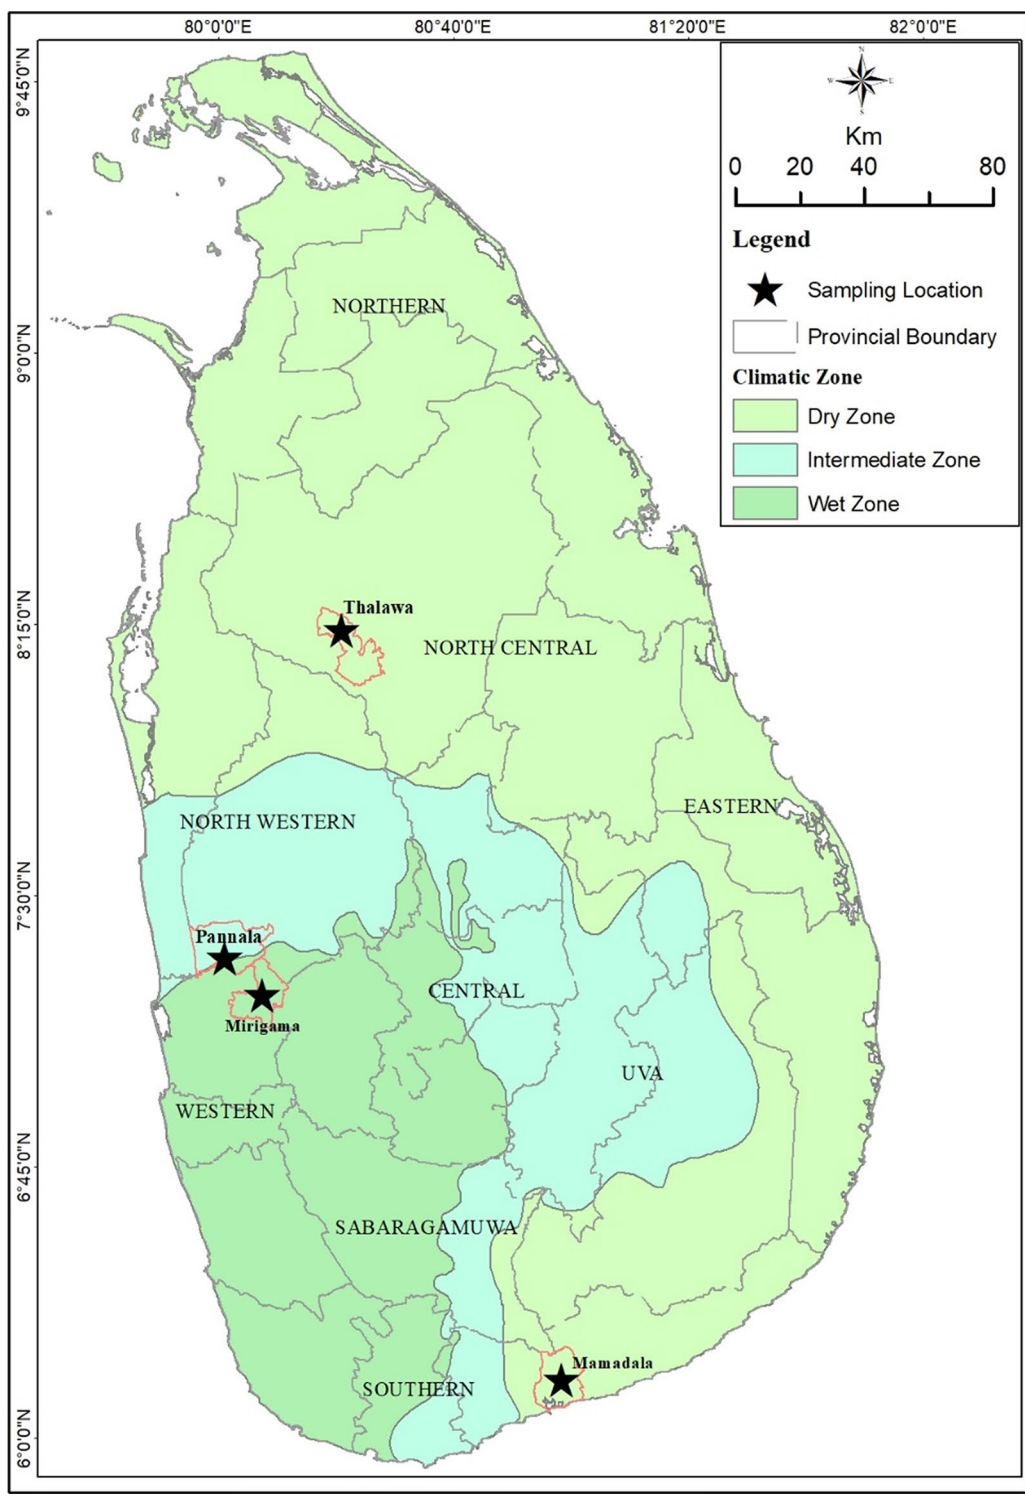 80°0'0"E 80°40'0"E 81°20'0"E 82°0'0"E
9°45'0"N
9°0'0"N
8°15'0"N
7°30'0"N
6°45'0"N
6°0'0"N
N
W E
S
Km
0 20 40 80
Legend
Sampling Location
Provincial Boundary
Climatic Zone
Dry Zone
Intermediate Zone
Wet Zone
NORTHERN
Thalawa
NORTH CENTRAL
EASTERN
NORTH WESTERN
Pannala
CENTRAL
Mirigama
UVA
WESTERN
SABARAGAMUWA
Mamadala
SOUTHERN